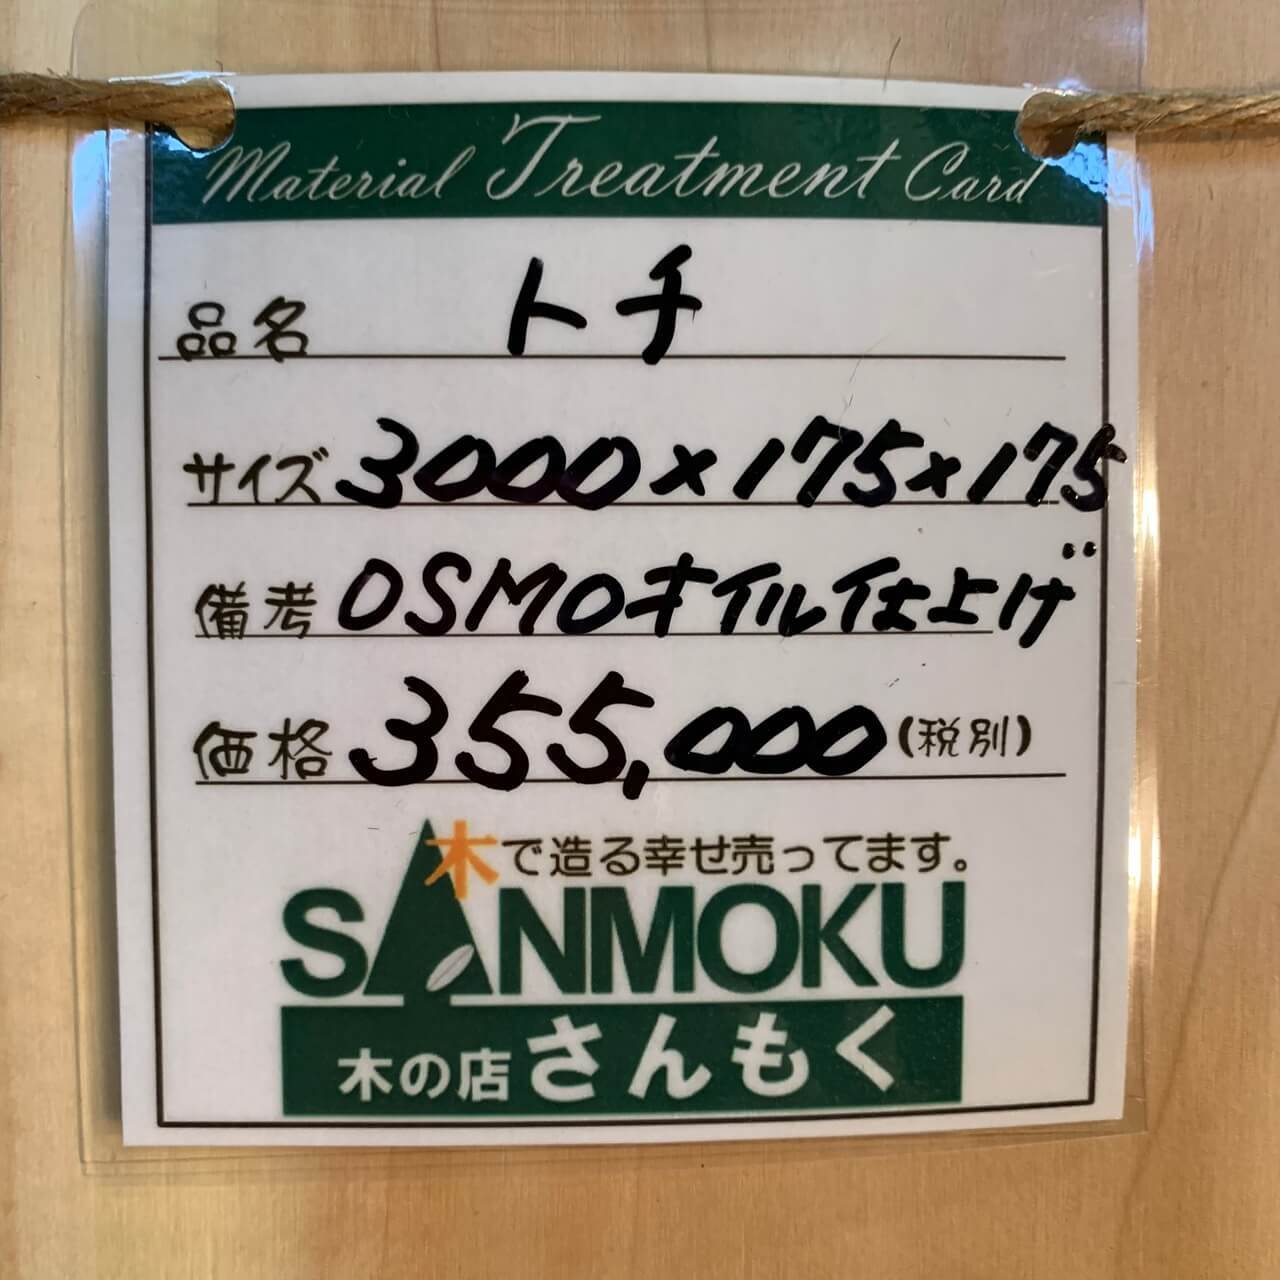 Material Treatment Card
品名 トチ
サイズ 3000×175×175
備考 OSMOオイル仕上げ
価格 355,000(税別)
木で造る幸せ売ってます。
SANMOKU
木の店さんもく